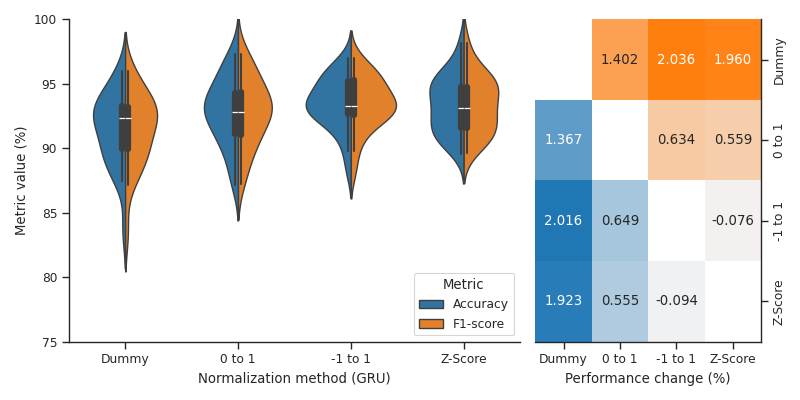 100
95
90
85
80
75
Metric value (%)
Dummy
0 to 1
-1 to 1
Z-Score
Normalization method (GRU)
Metric
Accuracy
F1-score
1.402
2.036
1.960
1.367
0.634
0.559
2.016
0.649
-0.076
1.923
0.555
-0.094
Dummy
0 to 1
-1 to 1
Z-Score
Dummy
0 to 1
-1 to 1
Z-Score
Performance change (%)